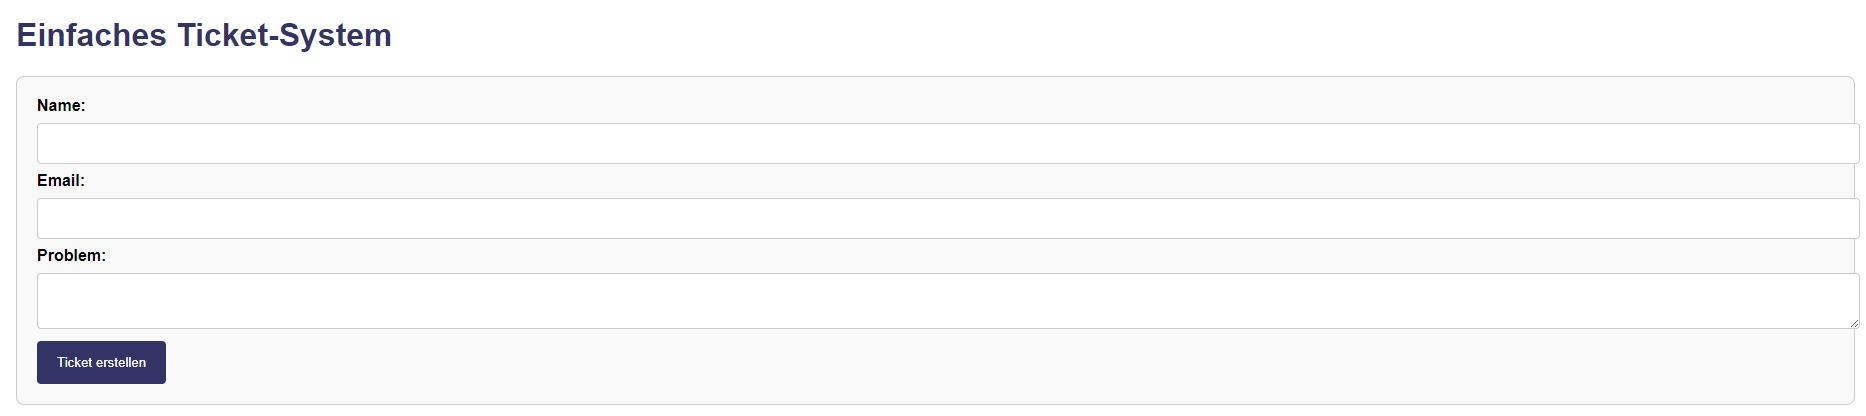 Einfaches Ticket-System
Name:
Email:
Problem:
Ticket erstellen